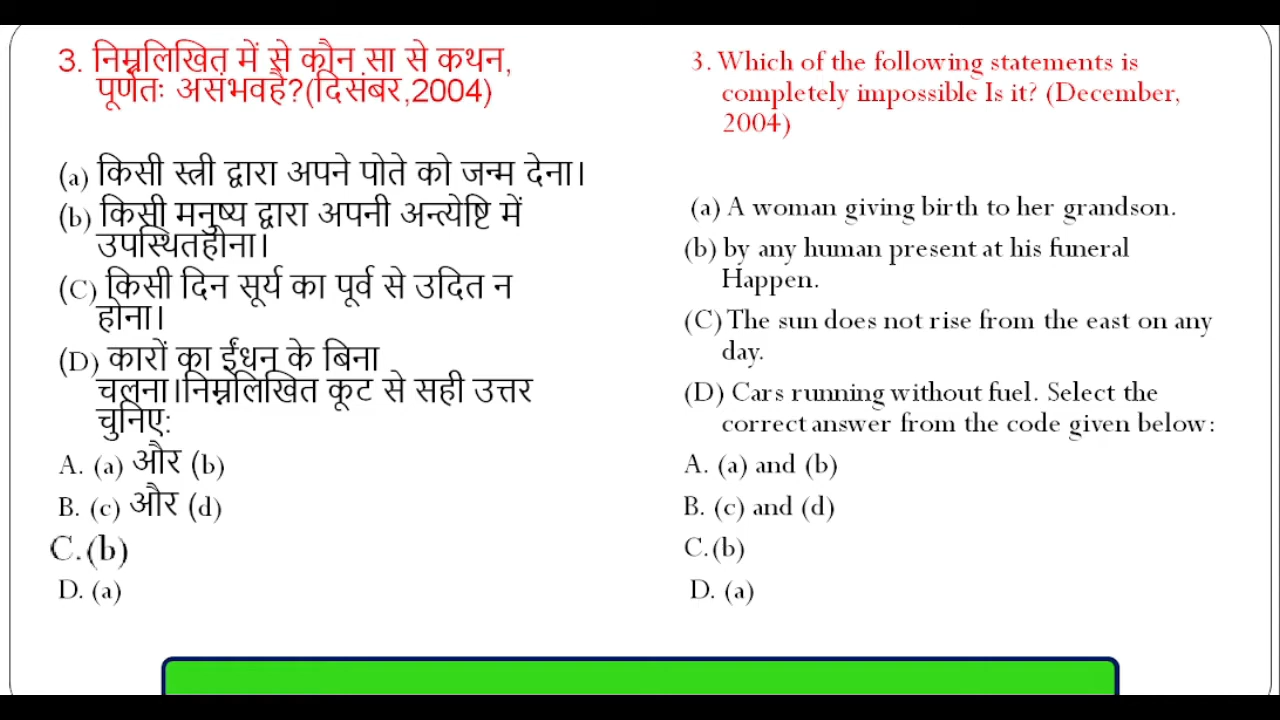 3. निम्नलिखित में से कौन सा से कथन,
पूर्णतः असंभवहै?(दिसंबर,2004)
(a) किसी स्त्री द्वारा अपने पोते को जन्म देना।
(b) किसी मनुष्य द्वारा अपनी अन्त्येष्टि में
उपस्थितहोना।
(C) किसी दिन सूर्य का पूर्व से उदित न
होना।
(D) कारों का ईंधन के बिना
चलना।निम्नलिखित कूट से सही उत्तर
चुनिए:
A. (a) और (b)
B. (c) और (d)
C.(b)
D. (a)
3. Which of the following statements is
completely impossible Is it? (December,
2004)
(a) A woman giving birth to her grandson.
(b) by any human present at his funeral
Happen.
(C) The sun does not rise from the east on any
day.
(D) Cars running without fuel. Select the
correct answer from the code given below:
A. (a) and (b)
B. (c) and (d)
C.(b)
D. (a)